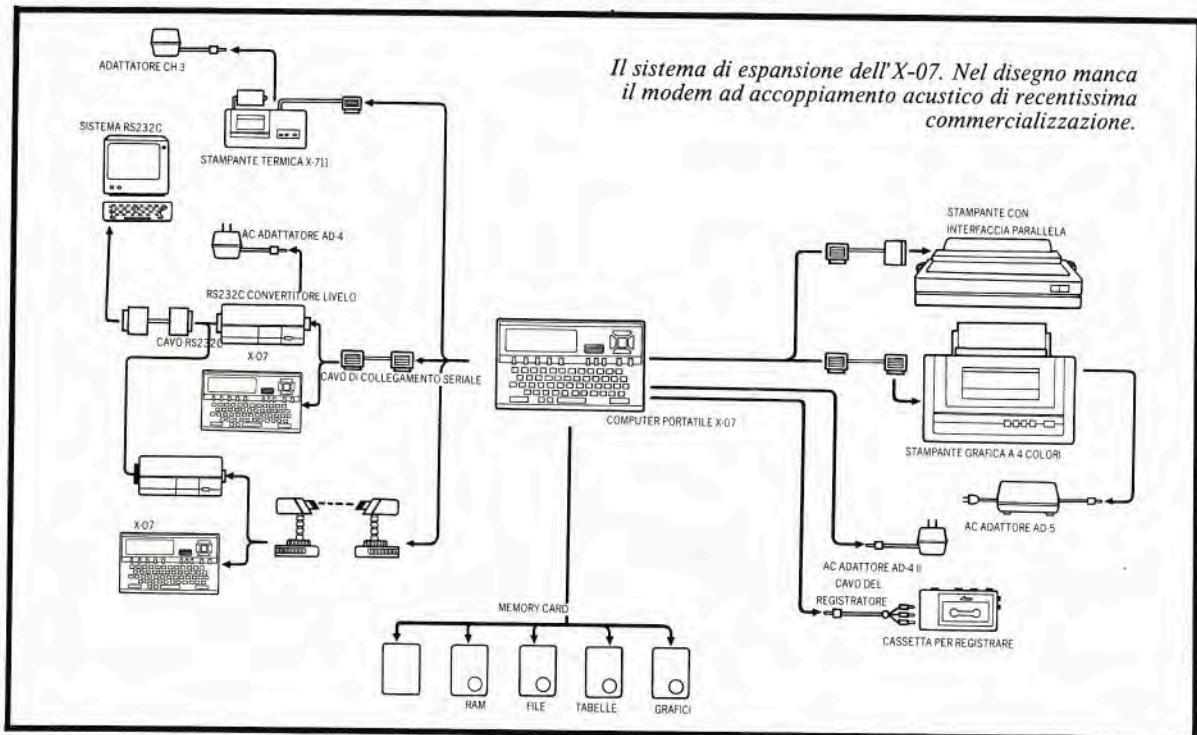 Il sistema di espansione dell'X-07. Nel disegno manca
il modem ad accoppiamento acustico di recentissima
commercializzazione.
ADATTATORE CH 3
STAMPANTE TERMICA X-711
SISTEMA RS232C
AC ADATTATORE AD-4
RS232C CONVERTITORE LIVELO
CAVO RS232C
X-07
CAVO DI COLLEGAMENTO SERIALE
X-07
COMPUTER PORTATILE X-07
STAMPANTE CON
INTERFACCIA PARALLELA
STAMPANTE GRAFICA A 4 COLORI
AC ADATTORE AD-5
AC ADATTORE AD-4 II
CAVO DEL
REGISTRATORE
CASSETTA PER REGISTRARE
MEMORY CARD
RAM
FILE
TABELLE
GRAFICI